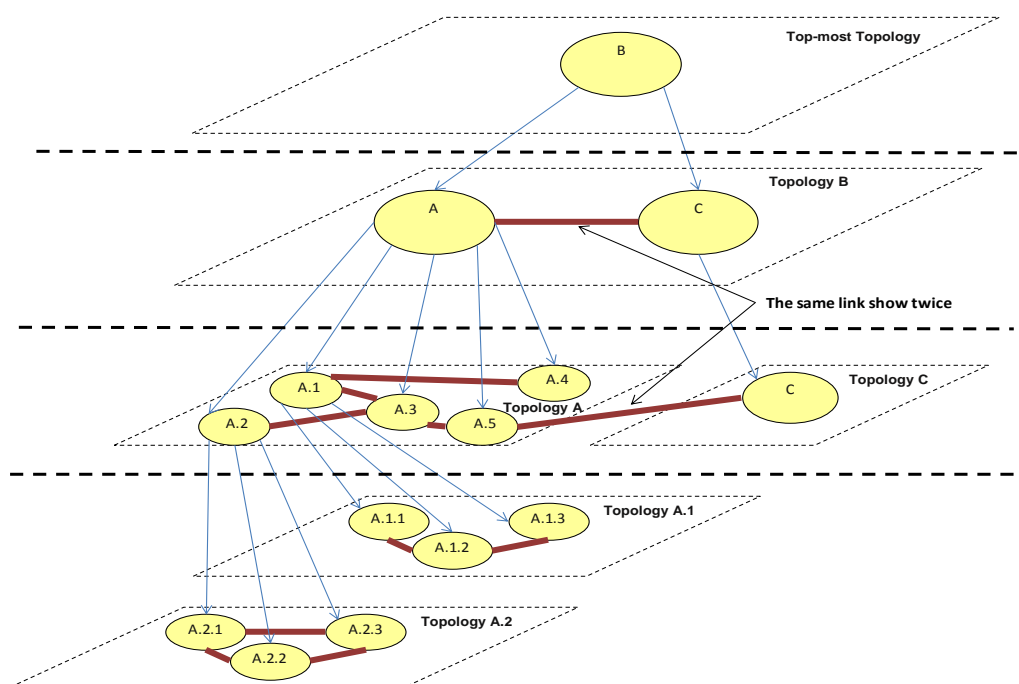 Top-most Topology
B
Topology B
A
C
The same link show twice
Topology C
A.1
A.4
C
A.3
Topology A
A.2
A.5
Topology A.1
A.1.1
A.1.3
A.1.2
Topology A.2
A.2.1
A.2.3
A.2.2